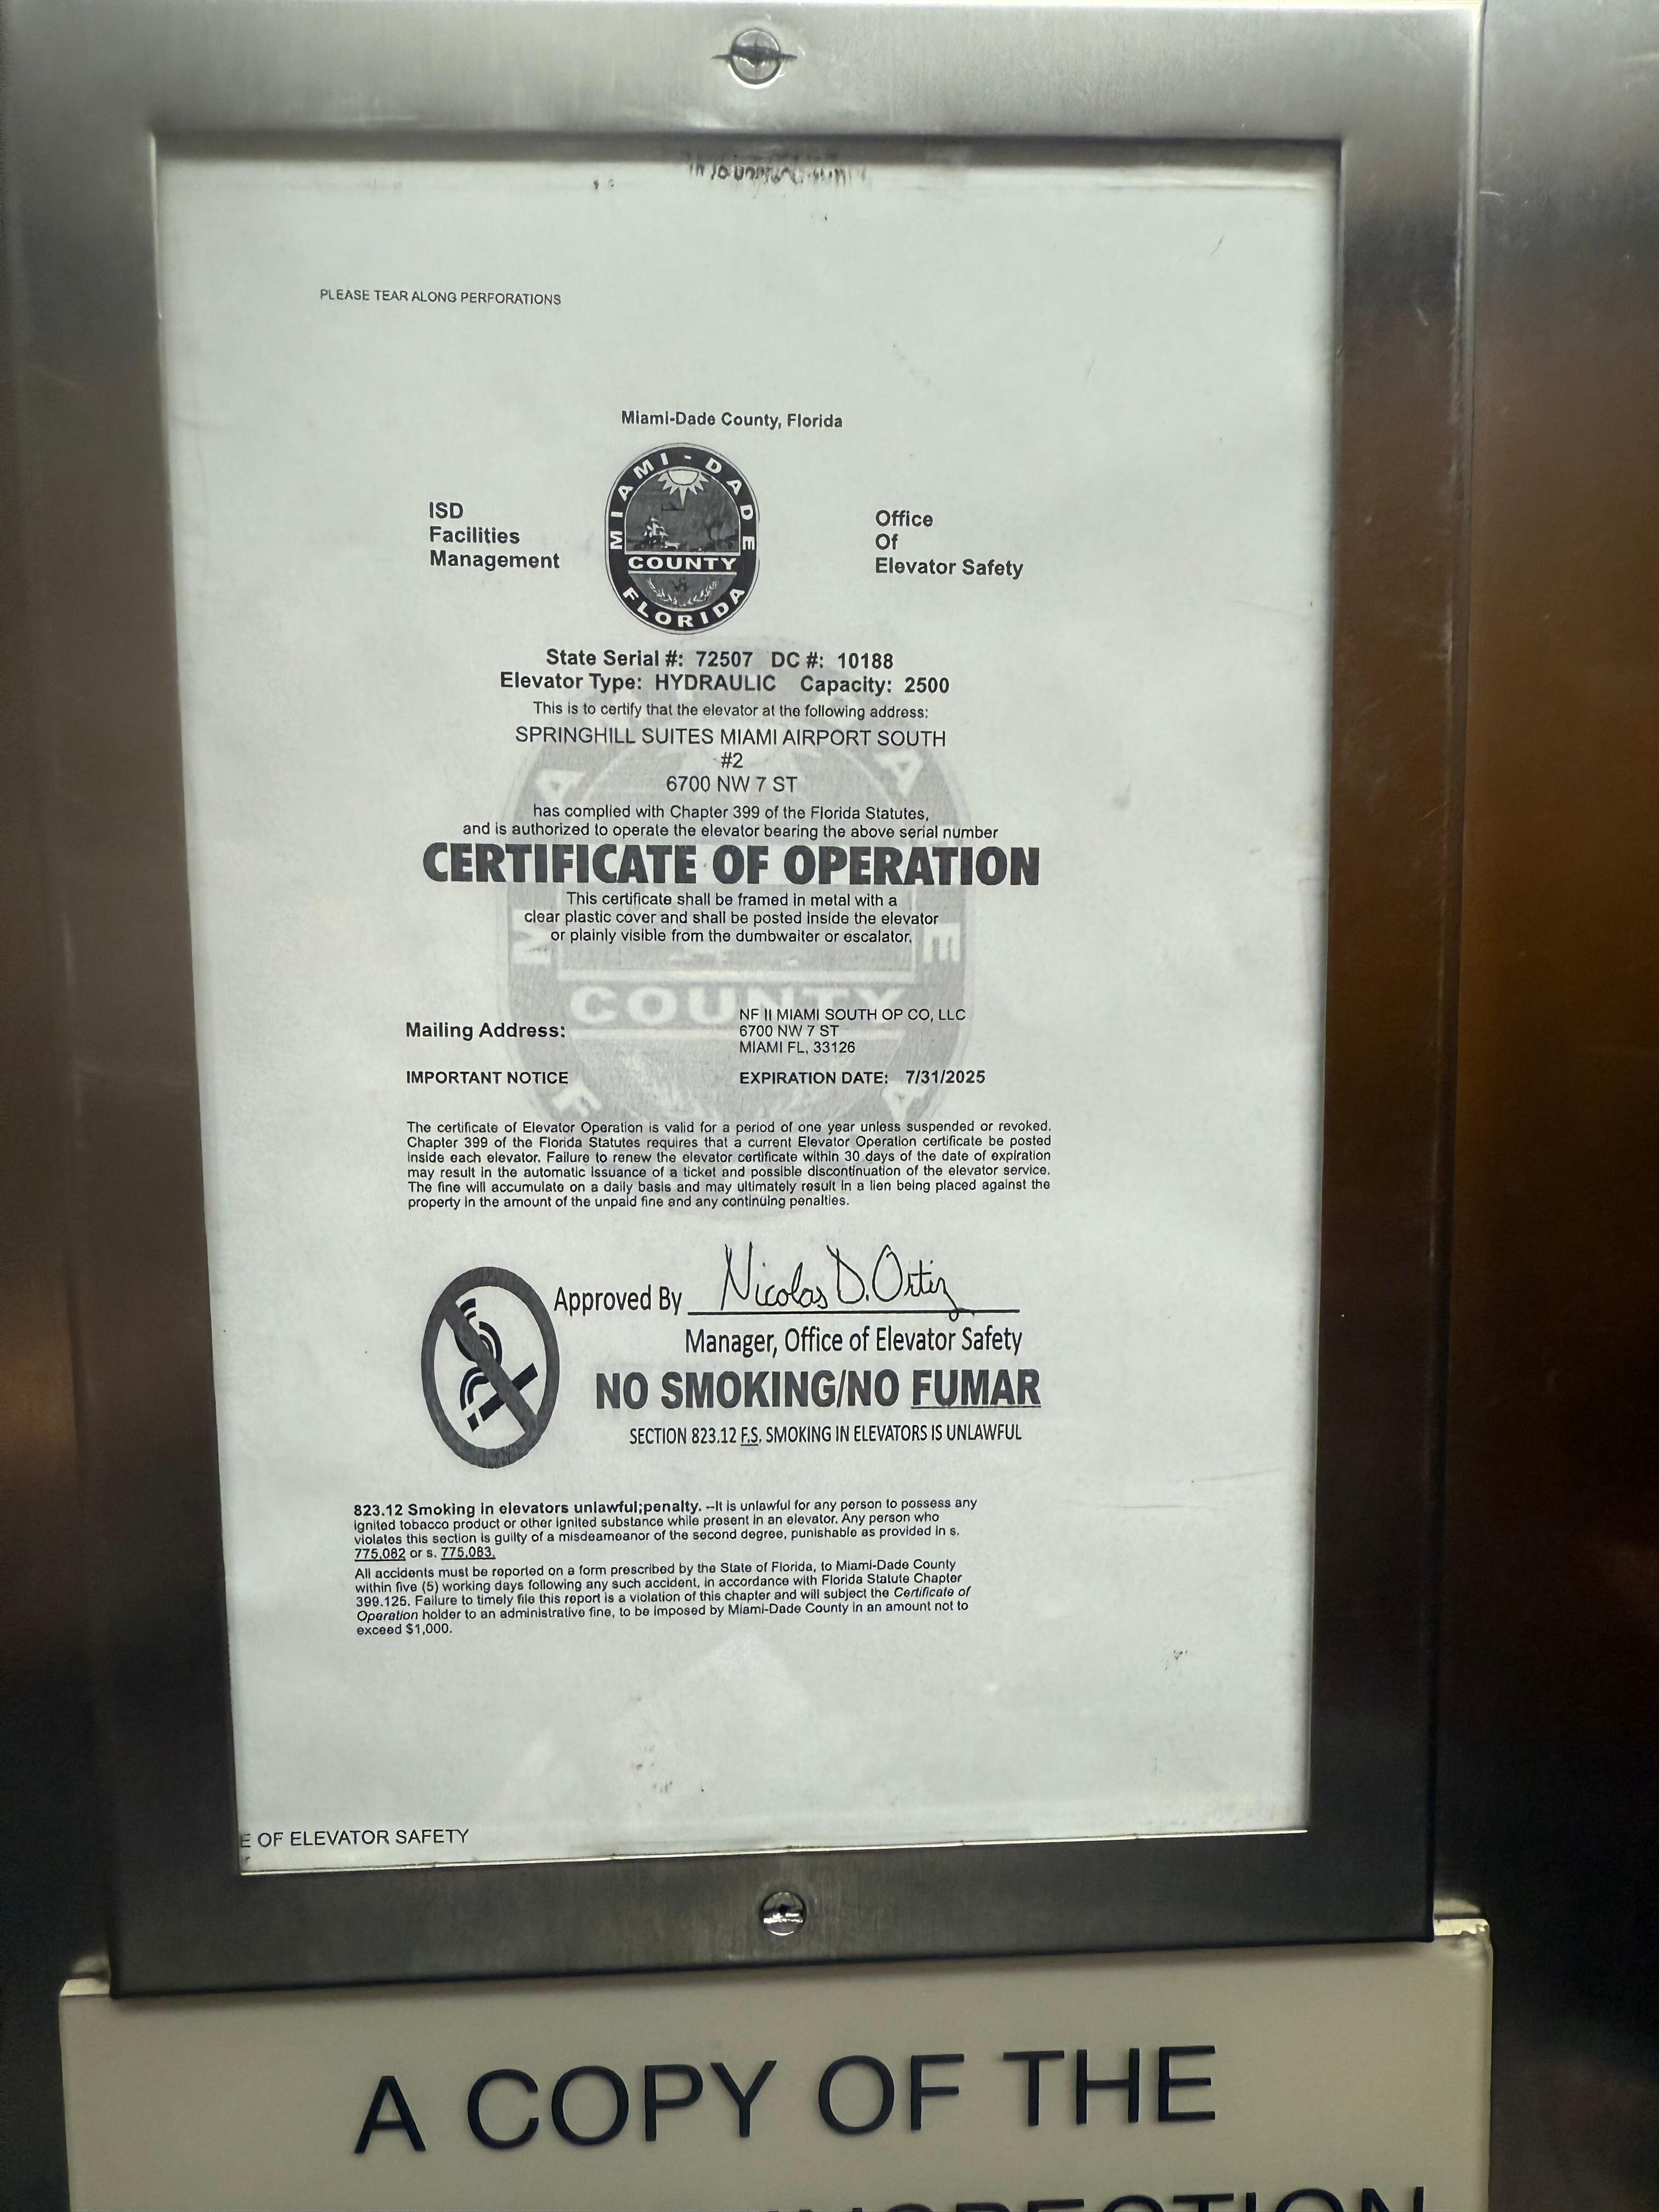 PLEASE TEAR ALONG PERFORATIONS
Miami-Dade County, Florida
ISD
Facilities
Management
MIAMI-DADE
COUNTY
FLORIDA
Office
Of
Elevator Safety
State Serial #: 72507 DC #: 10188
Elevator Type: HYDRAULIC Capacity: 2500
This is to certify that the elevator at the following address:
SPRINGHILL SUITES MIAMI AIRPORT SOUTH
#2
6700 NW 7 ST
has complied with Chapter 399 of the Florida Statutes,
and is authorized to operate the elevator bearing the above serial number
CERTIFICATE OF OPERATION
This certificate shall be framed in metal with a
clear plastic cover and shall be posted inside the elevator
or plainly visible from the dumbwaiter or escalator.
COUNTY
Mailing Address:
NF II MIAMI SOUTH OP CO, LLC
6700 NW 7 ST
MIAMI FL, 33126
IMPORTANT NOTICE
EXPIRATION DATE: 7/31/2025
The certificate of Elevator Operation is valid for a period of one year unless suspended or revoked.
Chapter 399 of the Florida Statutes requires that a current Elevator Operation certificate be posted
inside each elevator. Failure to renew the elevator certificate within 30 days of the date of expiration
may result in the automatic issuance of a ticket and possible discontinuation of the elevator service.
The fine will accumulate on a daily basis and may ultimately result in a lien being placed against the
property in the amount of the unpaid fine and any continuing penalties.
Approved By Nicolas D. Ortiz
Manager, Office of Elevator Safety
NO SMOKING/NO FUMAR
SECTION 823.12 F.S. SMOKING IN ELEVATORS IS UNLAWFUL
823.12 Smoking in elevators unlawful;penalty. --It is unlawful for any person to possess any
ignited tobacco product or other ignited substance while present in an elevator. Any person who
violates this section is guilty of a misdeameanor of the second degree, punishable as provided in s.
775.082 or s. 775.083.
All accidents must be reported on a form prescribed by the State of Florida, to Miami-Dade County
within five (5) working days following any such accident, in accordance with Florida Statute Chapter
399.125. Failure to timely file this report is a violation of this chapter and will subject the Certificate of
Operation holder to an administrative fine, to be imposed by Miami-Dade County in an amount not to
exceed $1,000.
E OF ELEVATOR SAFETY
A COPY OF THE
INSPECTION